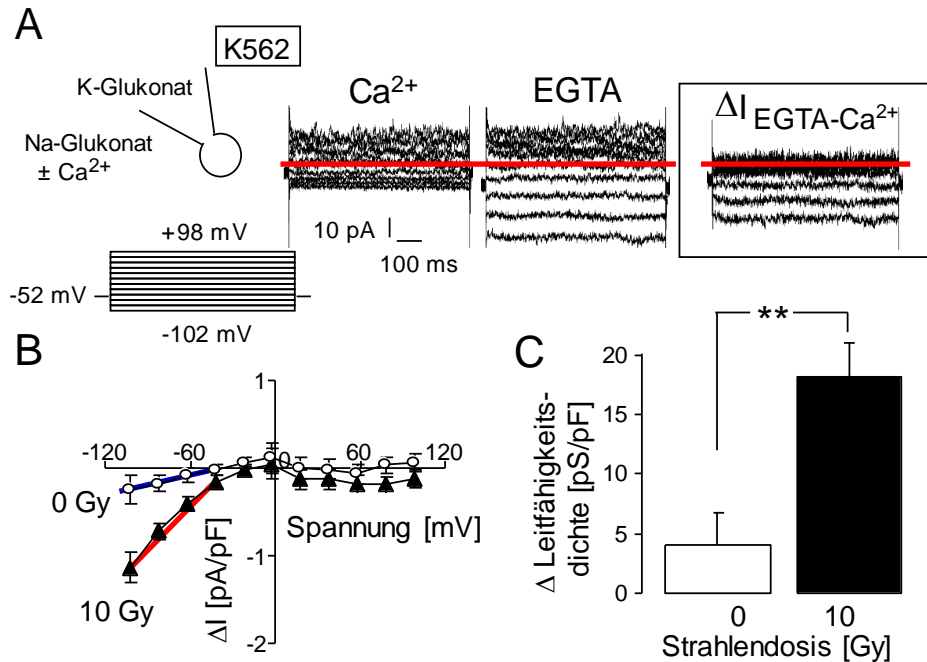 A
K562
K-Glukonat
Na-Glukonat
± Ca²⁺
Ca²⁺
EGTA
ΔI EGTA-Ca²⁺
10 pA
100 ms
+98 mV
-52 mV
-102 mV
B
1
-120 -60 0 60 120
0 Gy
Spannung [mV]
-1
10 Gy
ΔI [pA/pF]
-2
C
**
20
15
10
5
0
Δ Leitfähigkeits-
dichte [pS/pF]
0 10
Strahlendosis [Gy]